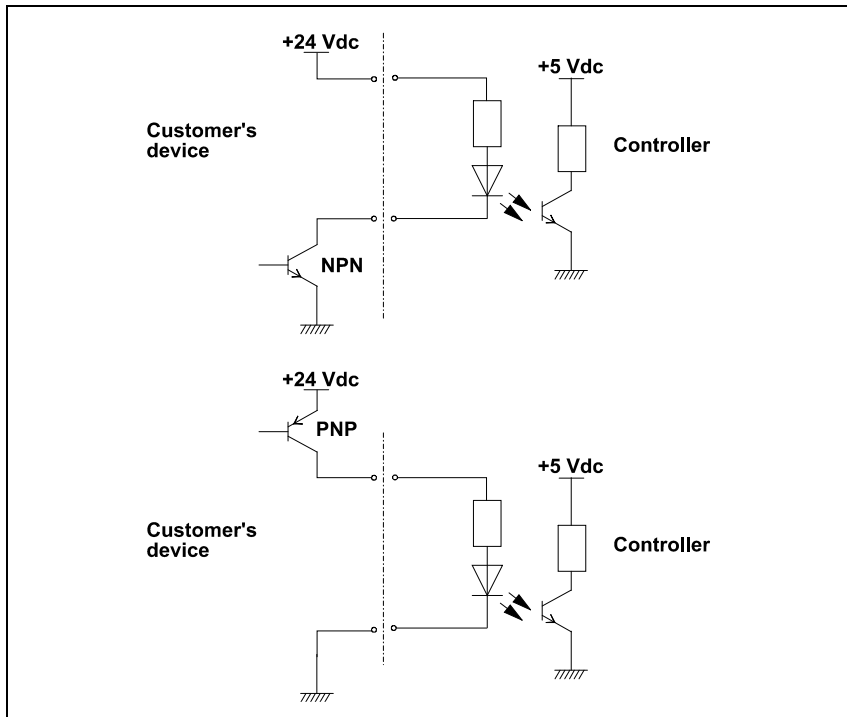 +24 Vdc
+5 Vdc
Customer's
device
Controller
NPN
+24 Vdc
PNP
+5 Vdc
Customer's
device
Controller